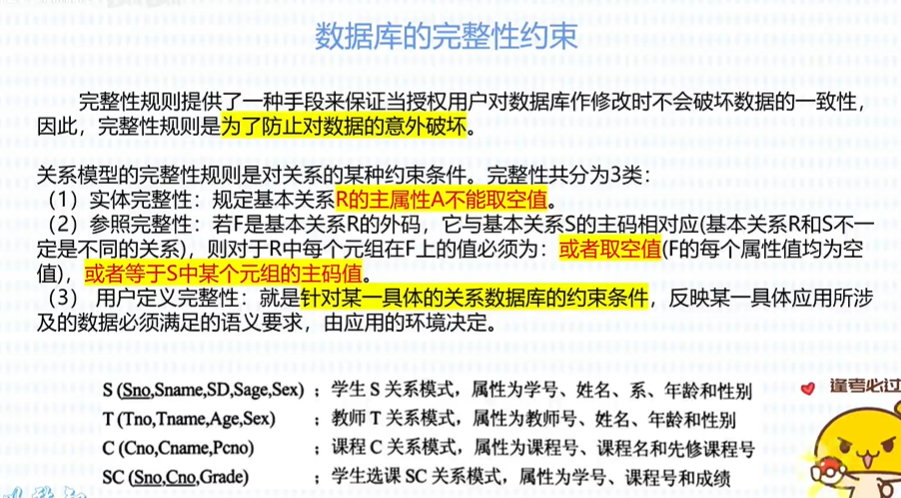 数据库的完整性约束
完整性规则提供了一种手段来保证当授权用户对数据库作修改时不会破坏数据的一致性，
因此，完整性规则是为了防止对数据的意外破坏。
关系模型的完整性规则是对关系的某种约束条件。完整性共分为3类：
（1）实体完整性：规定基本关系R的主属性A不能取空值。
（2）参照完整性：若F是基本关系R的外码，它与基本关系S的主码相对应(基本关系R和S不一
定是不同的关系)，则对于R中每个元组在F上的值必须为：或者取空值(F的每个属性值均为空
值)，或者等于S中某个元组的主码值。
（3） 用户定义完整性：就是针对某一具体的关系数据库的约束条件，反映某一具体应用所涉
及的数据必须满足的语义要求，由应用的环境决定。
S (Sno,Sname,SD,Sage,Sex) ；学生 S 关系模式，属性为学号、姓名、系、年龄和性别
T (Tno,Tname,Age,Sex) ；教师 T 关系模式，属性为教师号、姓名、年龄和性别
C (Cno,Cname,Pcno) ；课程 C 关系模式，属性为课程号、课程名和先修课程号
SC (Sno,Cno,Grade) ；学生选课 SC 关系模式，属性为学号、课程号和成绩
逢考必过